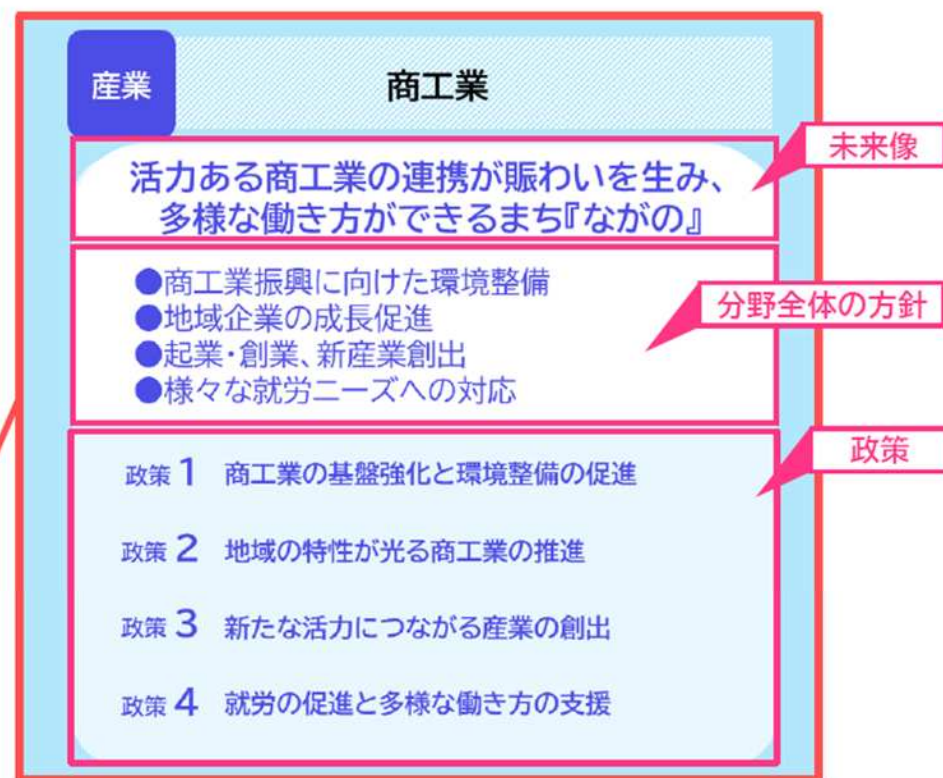 産業
商工業
未来像
活力ある商工業の連携が賑わいを生み、
多様な働き方ができるまち『ながの』
分野全体の方針
●商工業振興に向けた環境整備
●地域企業の成長促進
●起業・創業、新産業創出
●様々な就労ニーズへの対応
政策
政策 1 商工業の基盤強化と環境整備の促進
政策 2 地域の特性が光る商工業の推進
政策 3 新たな活力につながる産業の創出
政策 4 就労の促進と多様な働き方の支援